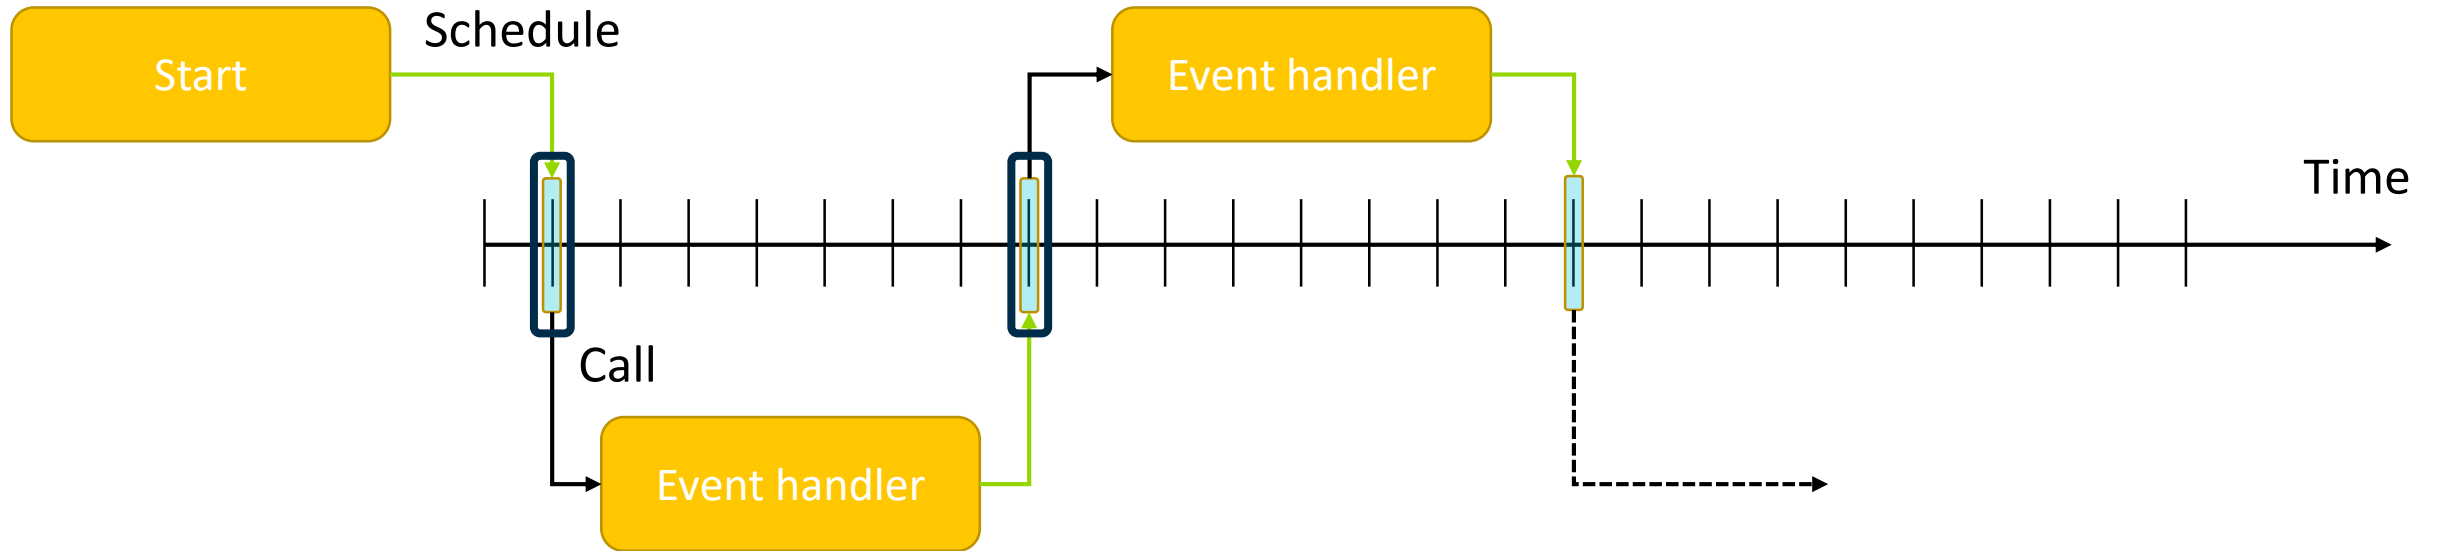 Schedule
Start
Event handler
Time
Call
Event handler